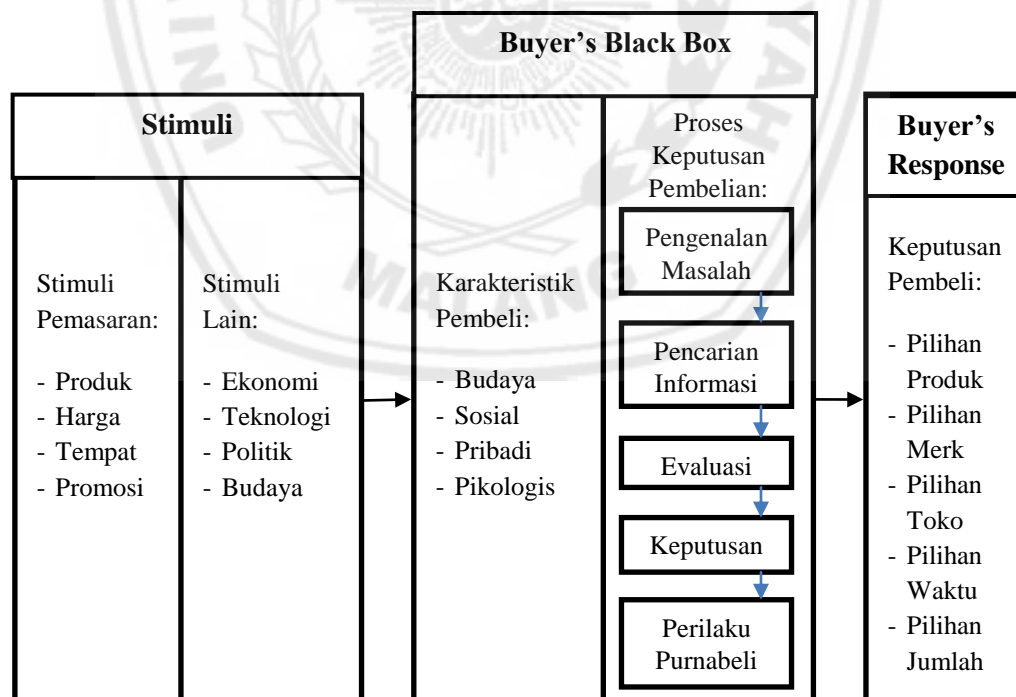 Stimuli
Stimuli
Pemasaran:
- Produk
- Harga
- Tempat
- Promosi
Stimuli
Lain:
- Ekonomi
- Teknologi
- Politik
- Budaya
Buyer's Black Box
Karakteristik
Pembeli:
- Budaya
- Sosial
- Pribadi
- Pikologis
Proses
Keputusan
Pembelian:
Pengenalan
Masalah
Pencarian
Informasi
Evaluasi
Keputusan
Perilaku
Purnabeli
Buyer's
Response
Keputusan
Pembeli:
- Pilihan
Produk
- Pilihan
Merk
- Pilihan
Toko
- Pilihan
Waktu
- Pilihan
Jumlah
MALANG